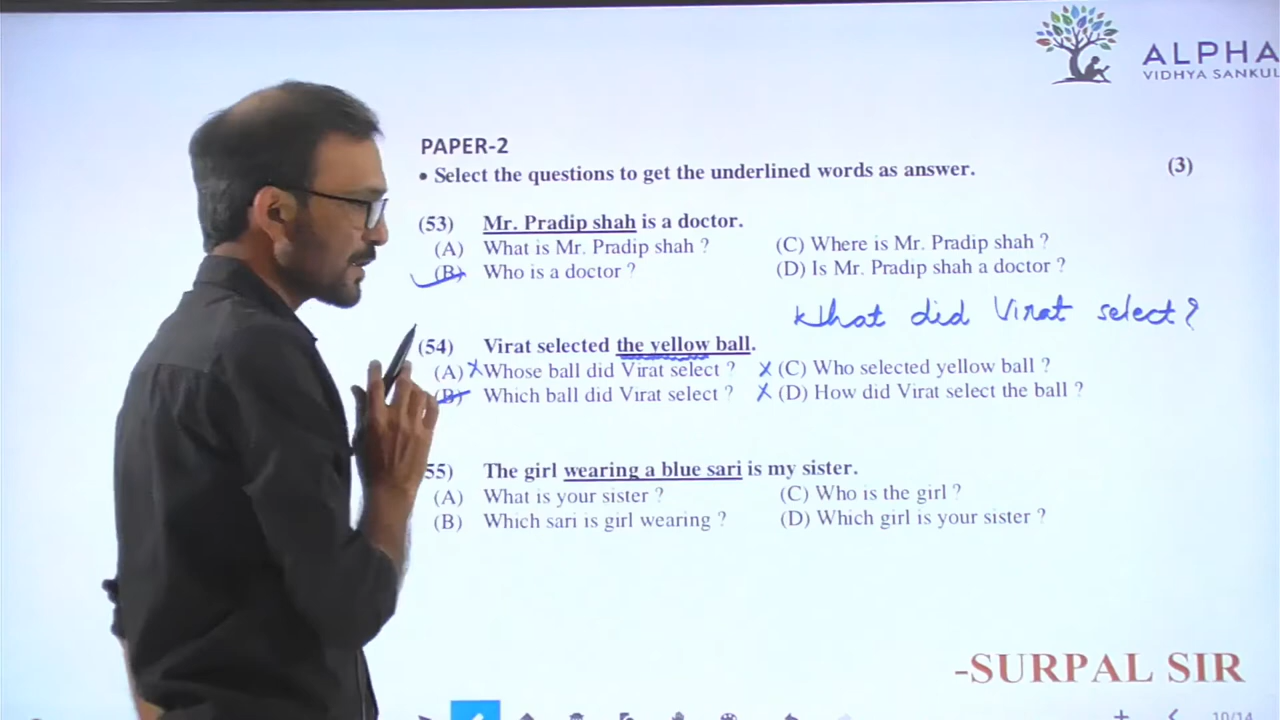 ALPHA
VIDHYA SANKUL
PAPER-2
• Select the questions to get the underlined words as answer. (3)
(53) Mr. Pradip shah is a doctor.
(A) What is Mr. Pradip shah ? (C) Where is Mr. Pradip shah ?
(B) Who is a doctor ? (D) Is Mr. Pradip shah a doctor ?
What did Virat select?
(54) Virat selected the yellow ball.
(A) Whose ball did Virat select ? (C) Who selected yellow ball ?
(B) Which ball did Virat select ? (D) How did Virat select the ball ?
55) The girl wearing a blue sari is my sister.
(A) What is your sister ? (C) Who is the girl ?
(B) Which sari is girl wearing ? (D) Which girl is your sister ?
-SURPAL SIR
10/14